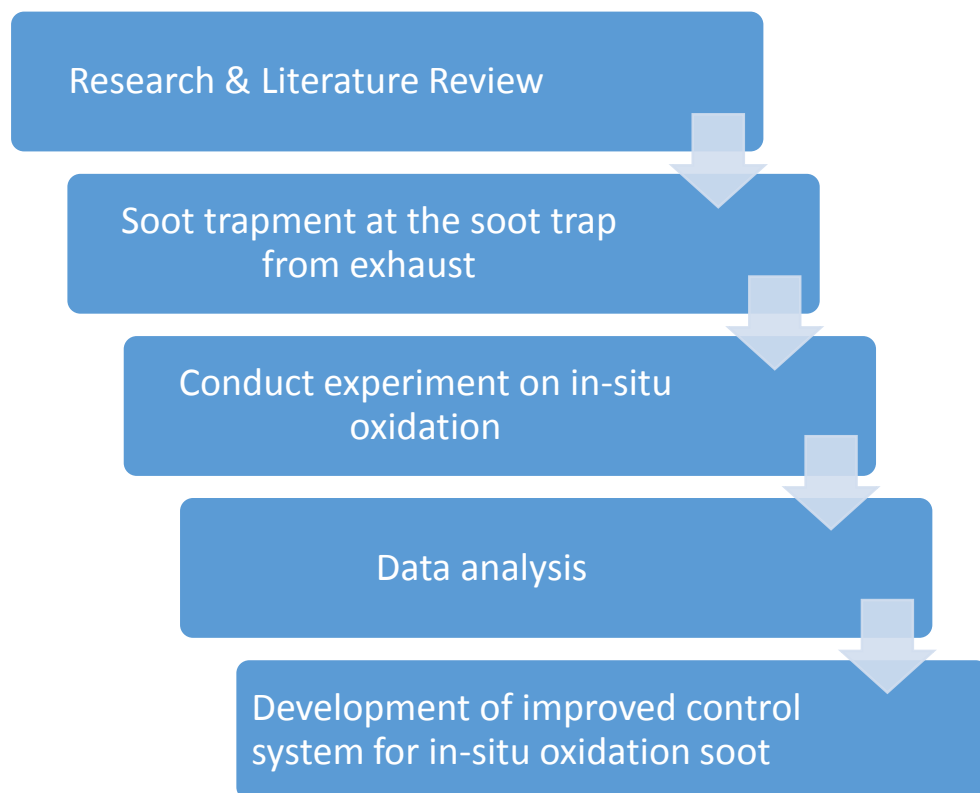 Research & Literature Review
Soot trapment at the soot trap
from exhaust
Conduct experiment on in-situ
oxidation
Data analysis
Development of improved control
system for in-situ oxidation soot